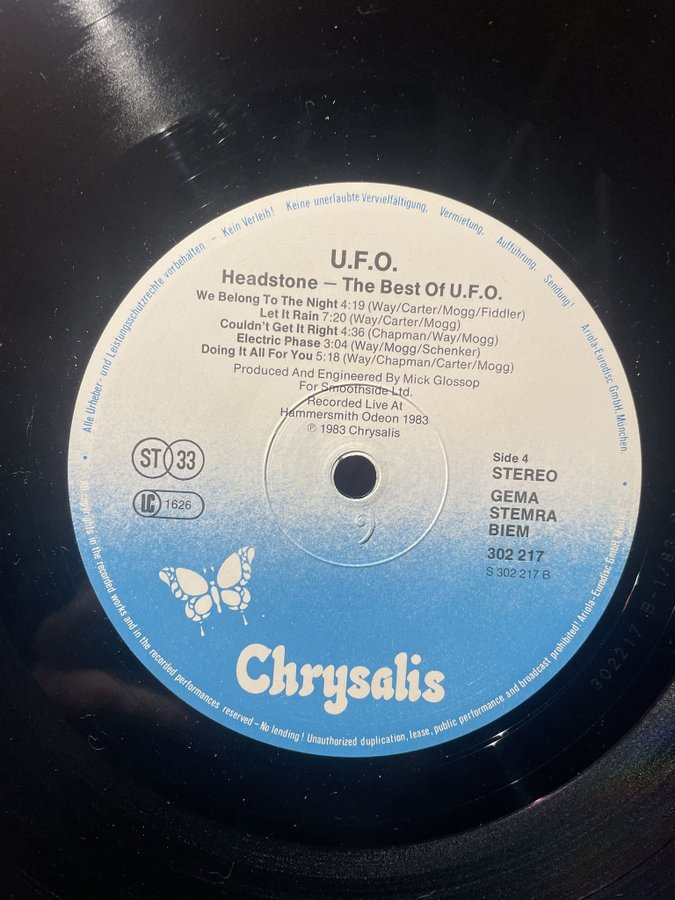 Alle Urheber- und Leistungsschutzrechte vorbehalten - Kein Verleih! Keine unerlaubte Vervielfältigung, Vermietung, Aufführung, Sendung! Ariola-Eurodisc GmbH, München.
U.F.O.
Headstone – The Best Of U.F.O.
We Belong To The Night 4:19 (Way/Carter/Mogg/Fiddler)
Let It Rain 7:20 (Way/Carter/Mogg)
Couldn't Get It Right 4:36 (Chapman/Way/Mogg)
Electric Phase 3:04 (Way/Mogg/Schenker)
Doing It All For You 5:18 (Way/Chapman/Carter/Mogg)
Produced And Engineered By Mick Glossop
For Smoothside Ltd.
Recorded Live At
Hammersmith Odeon 1983
℗ 1983 Chrysalis
ST 33
LC 1626
Side 4
STEREO
GEMA
STEMRA
BIEM
302 217
S 302 217 B
9
Chrysalis
All copyrights in the recorded works and in the recorded performances reserved – No lending! Unauthorized duplication, lease, public performance and broadcast prohibited! Ariola-Eurodisc GmbH
302217 B